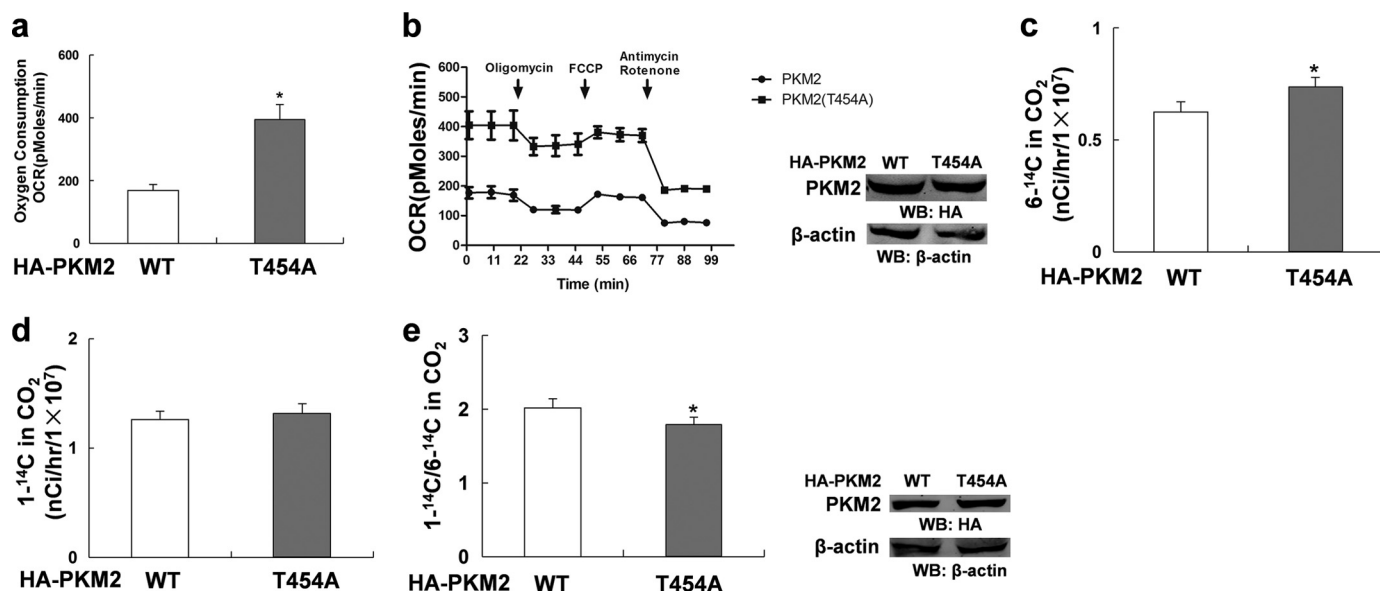 a
Oxygen Consumption
OCR(pMoles/min)
600
400
200
0
*
HA-PKM2 WT T454A
b
OCR(pMoles/min)
600
500
400
300
200
100
0
Oligomycin
FCCP
Antimycin
Rotenone
PKM2
PKM2(T454A)
0 11 22 33 44 55 66 77 88 99
Time (min)
HA-PKM2 WT T454A
PKM2
WB: HA
β-actin
WB: β-actin
c
6-¹⁴C in CO₂
(nCi/hr/1×10⁷)
1
0.5
0
*
HA-PKM2 WT T454A
d
1-¹⁴C in CO₂
(nCi/hr/1×10⁷)
2
1
0
HA-PKM2 WT T454A
e
1-¹⁴C/6-¹⁴C in CO₂
3
2
1
0
*
HA-PKM2 WT T454A
HA-PKM2 WT T454A
PKM2
WB: HA
β-actin
WB: β-actin